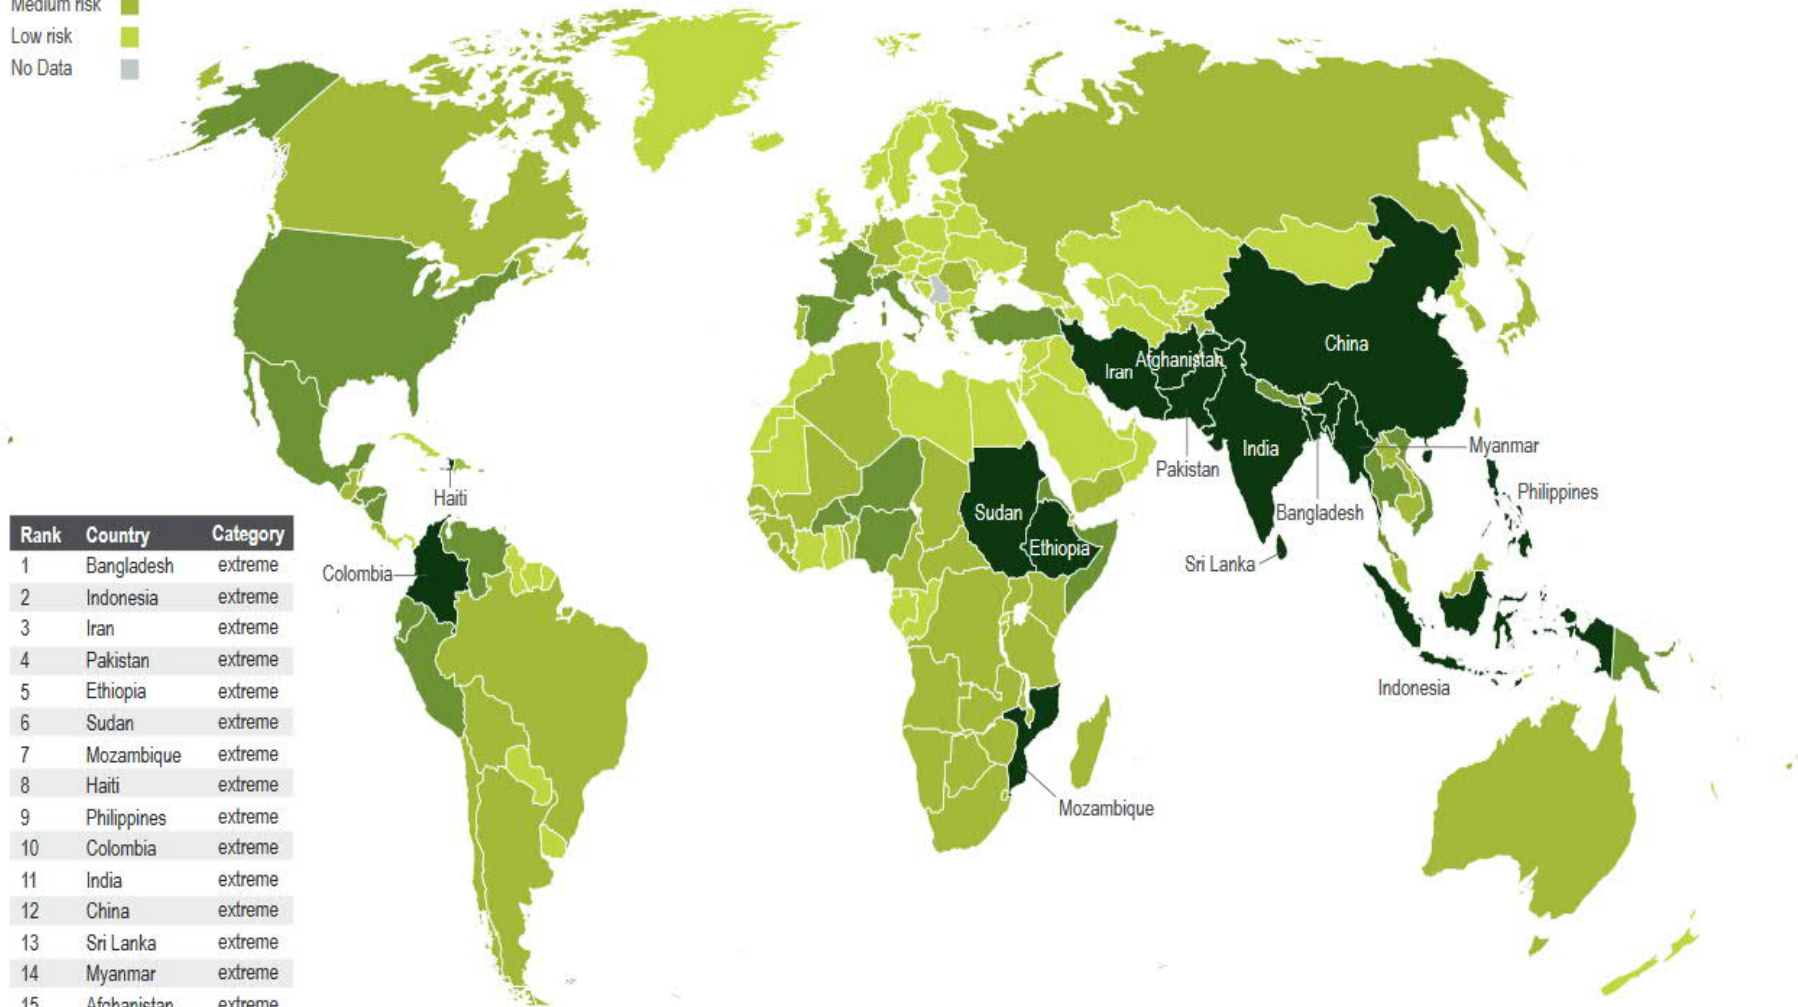 Medium risk
Low risk
No Data
China
Afghanistan
Iran
India
Myanmar
Pakistan
Philippines
Haiti
Sudan
Bangladesh
Ethiopia
Sri Lanka
Colombia
Indonesia
Mozambique
Rank Country Category
1 Bangladesh extreme
2 Indonesia extreme
3 Iran extreme
4 Pakistan extreme
5 Ethiopia extreme
6 Sudan extreme
7 Mozambique extreme
8 Haiti extreme
9 Philippines extreme
10 Colombia extreme
11 India extreme
12 China extreme
13 Sri Lanka extreme
14 Myanmar extreme
15 Afghanistan extreme